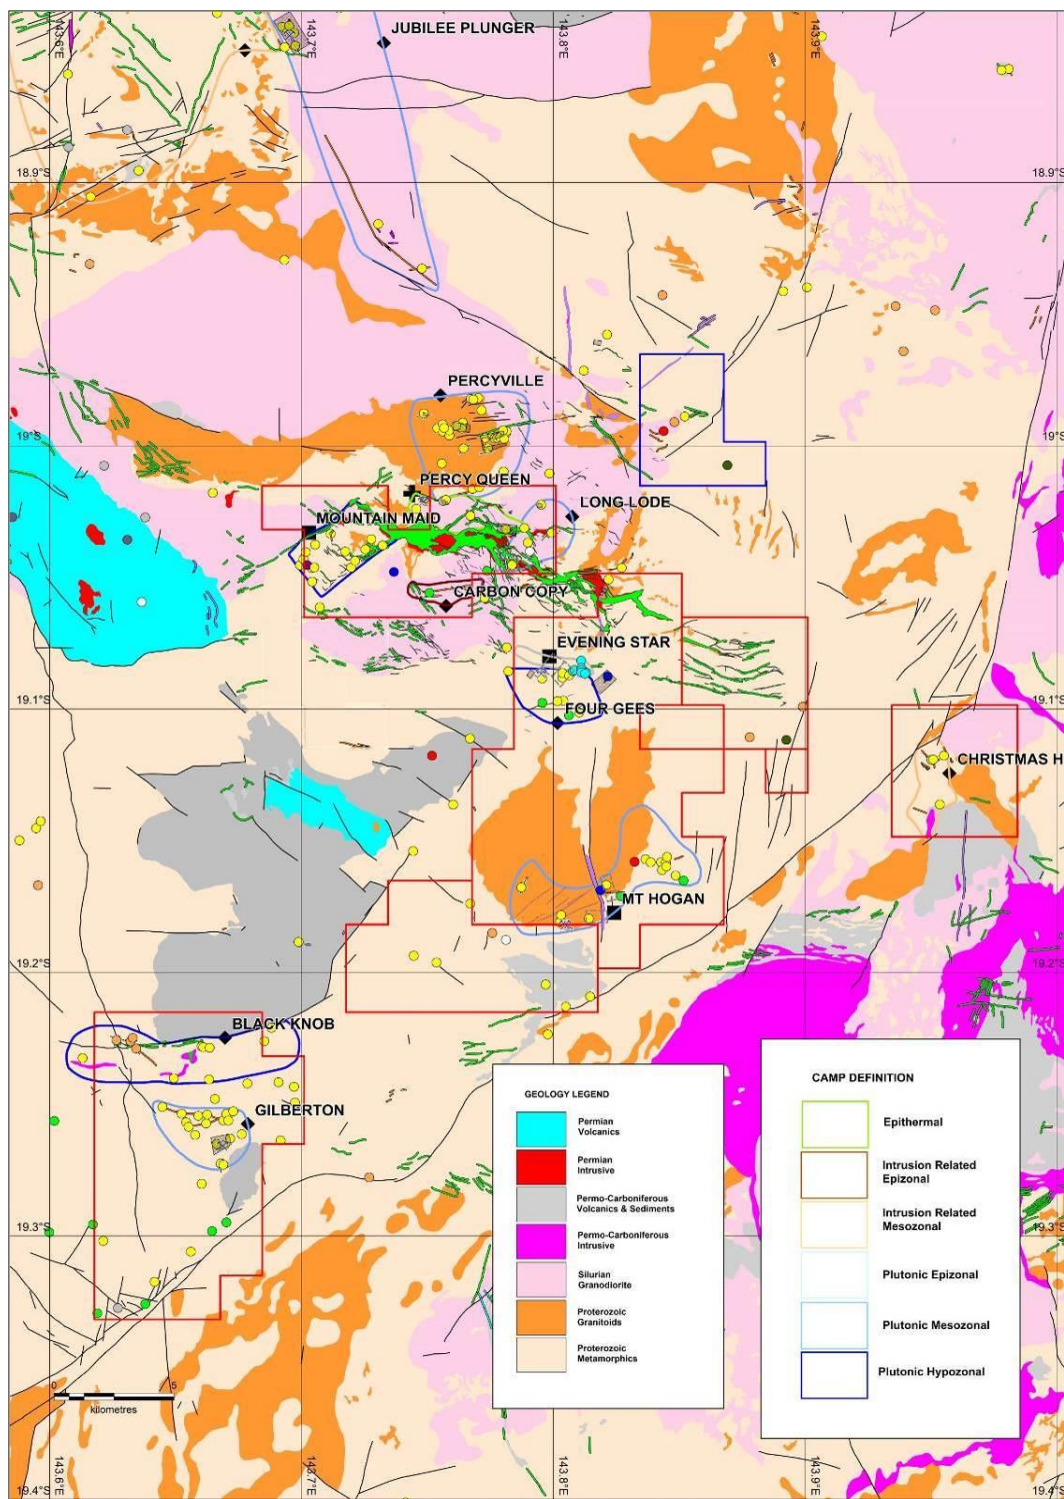 143.6°E
143.7°E
143.8°E
143.9°E
JUBILEE PLUNGER
18.9°S
18.9°S
PERCYVILLE
19°S
19°S
PERCY QUEEN
LONG LODE
MOUNTAIN MAID
CARBON COPY
EVENING STAR
19.1°S
19.1°S
FOUR GEES
CHRISTMAS H
MT HOGAN
19.2°S
19.2°S
BLACK KNOB
GILBERTON
19.3°S
19.3°S
GEOLOGY LEGEND
Permian
Volcanics
Permian
Intrusive
Permo-Carboniferous
Volcanics & Sediments
Permo-Carboniferous
Intrusive
Silurian
Granodiorite
Proterozoic
Granitoids
Proterozoic
Metamorphics
CAMP DEFINITION
Epithermal
Intrusion Related
Epizonal
Intrusion Related
Mesozonal
Plutonic Epizonal
Plutonic Mesozonal
Plutonic Hypozonal
0 5
kilometres
143.6°E
143.7°E
143.8°E
143.9°E
19.4°S
19.4°S